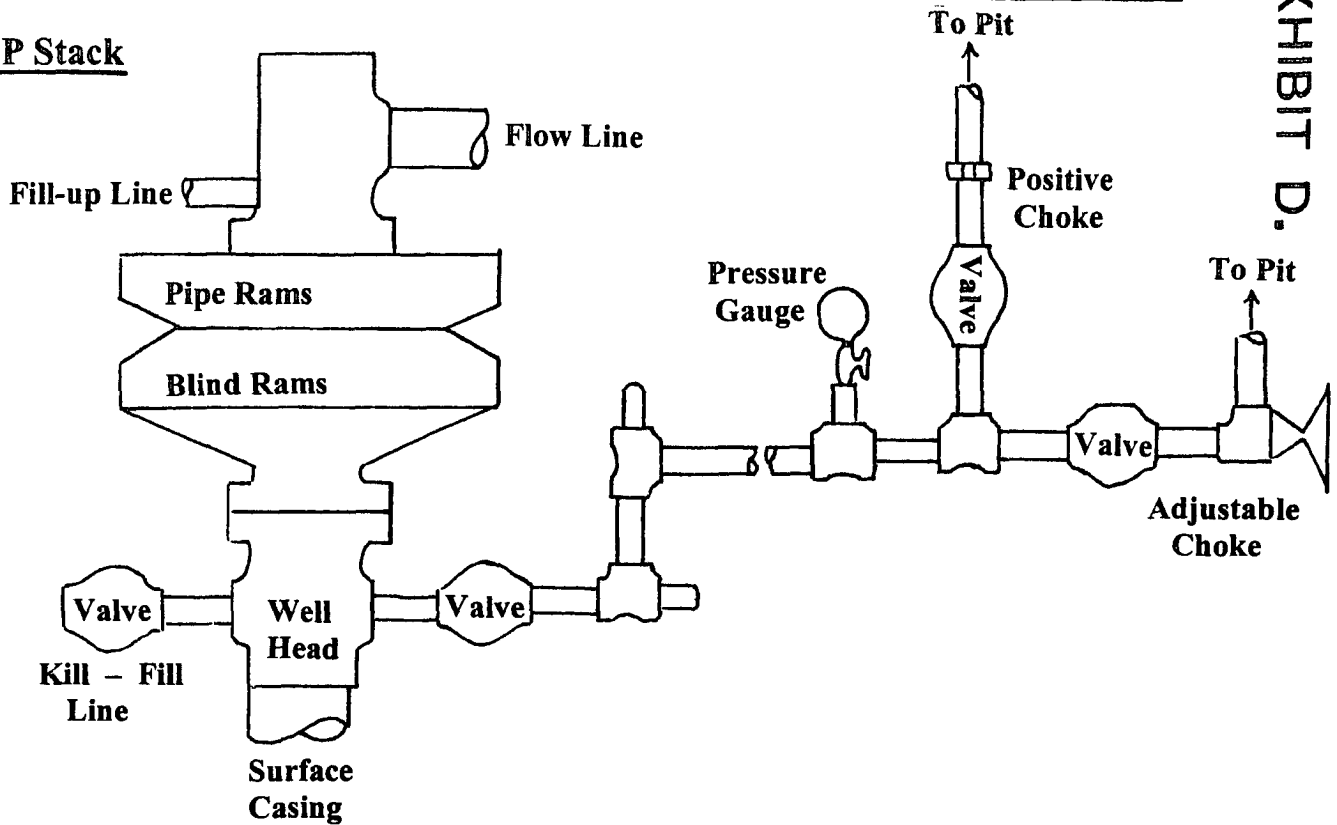 P Stack
To Pit
KHIBIT D.
Flow Line
Fill-up Line
Positive
Choke
Pressure
Gauge
Valve
To Pit
Pipe Rams
Blind Rams
Valve
Adjustable
Choke
Valve
Well
Head
Valve
Kill – Fill
Line
Surface
Casing